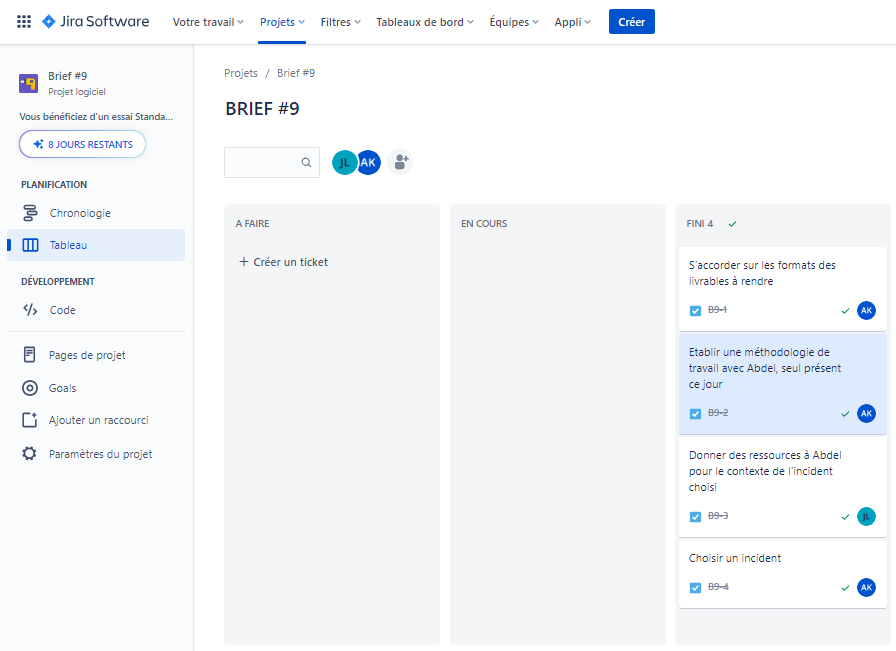 Jira Software
Votre travail
Projets
Filtres
Tableaux de bord
Équipes
Appli
Créer
Brief #9
Projet logiciel
Vous bénéficiez d'un essai Standa...
8 JOURS RESTANTS
PLANIFICATION
Chronologie
Tableau
DÉVELOPPEMENT
Code
Pages de projet
Goals
Ajouter un raccourci
Paramètres du projet
Projets / Brief #9
BRIEF #9
JL
AK
A FAIRE
+ Créer un ticket
EN COURS
FINI 4
S'accorder sur les formats des
livrables à rendre
B9-1
AK
Etablir une méthodologie de
travail avec Abdel, seul présent
ce jour
B9-2
AK
Donner des ressources à Abdel
pour le contexte de l'incident
choisi
B9-3
JL
Choisir un incident
B9-4
AK